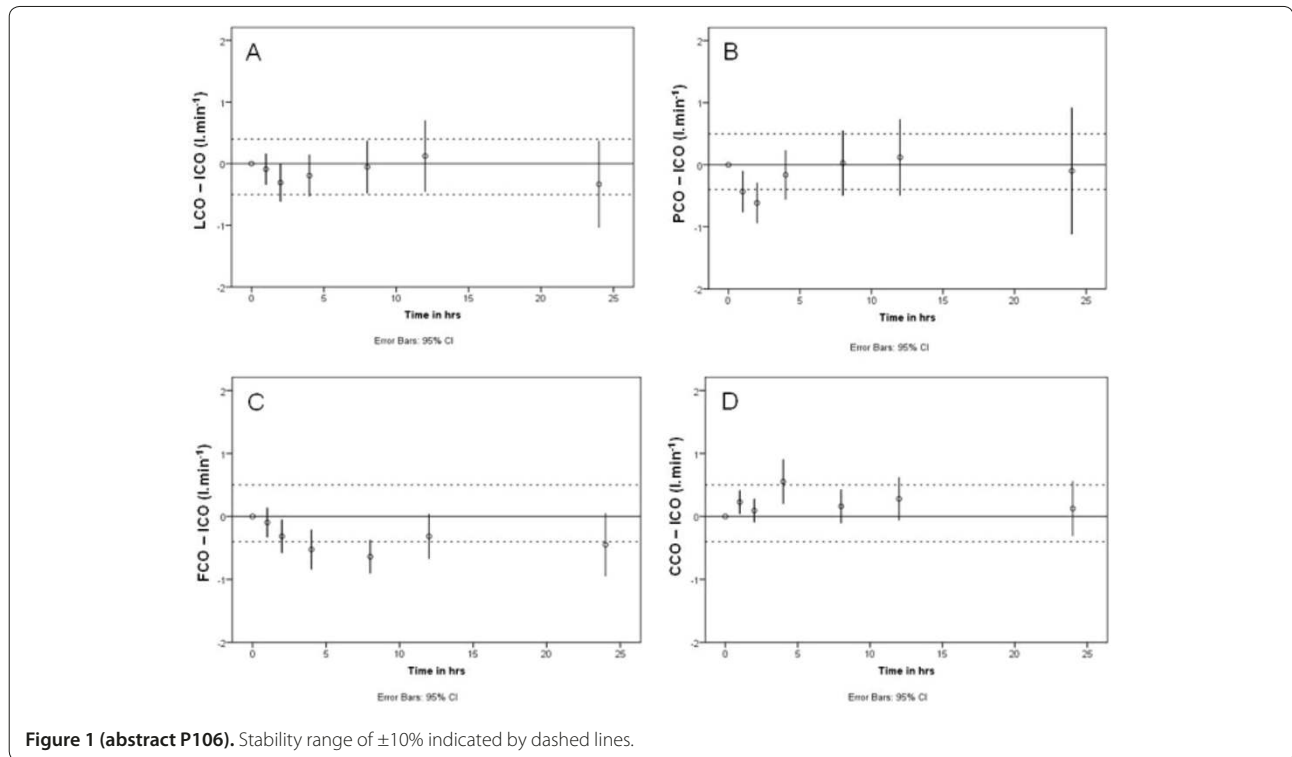 A
LCO – ICO (l.min⁻¹)
2
1
0
-1
-2
0 5 10 15 20 25
Time in hrs
Error Bars: 95% CI
B
PCO – ICO (l.min⁻¹)
2
1
0
-1
-2
0 5 10 15 20 25
Time in hrs
Error Bars: 95% CI
C
FCO – ICO (l.min⁻¹)
2
1
0
-1
-2
0 5 10 15 20 25
Time in hrs
Error Bars: 95% CI
D
CCO – ICO (l.min⁻¹)
2
1
0
-1
-2
0 5 10 15 20 25
Time in hrs
Error Bars: 95% CI
Figure 1 (abstract P106). Stability range of ±10% indicated by dashed lines.